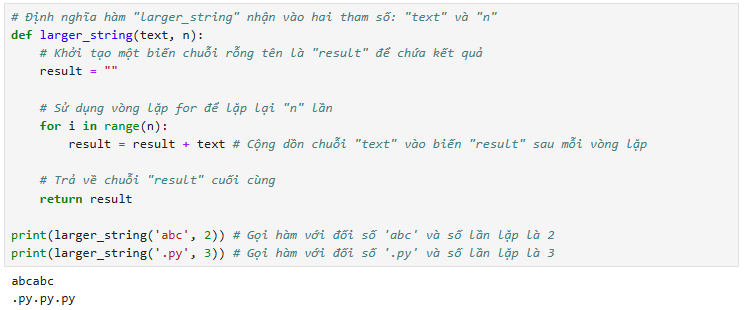 # Định nghĩa hàm "larger_string" nhận vào hai tham số: "text" và "n"
def larger_string(text, n):
    # Khởi tạo một biến chuỗi rỗng tên là "result" để chứa kết quả
    result = ""

    # Sử dụng vòng lặp for để lặp lại "n" lần
    for i in range(n):
        result = result + text # Cộng dồn chuỗi "text" vào biến "result" sau mỗi vòng lặp

    # Trả về chuỗi "result" cuối cùng
    return result

print(larger_string('abc', 2)) # Gọi hàm với đối số 'abc' và số lần lặp là 2
print(larger_string('.py', 3)) # Gọi hàm với đối số '.py' và số lần lặp là 3
abcabc
.py.py.py